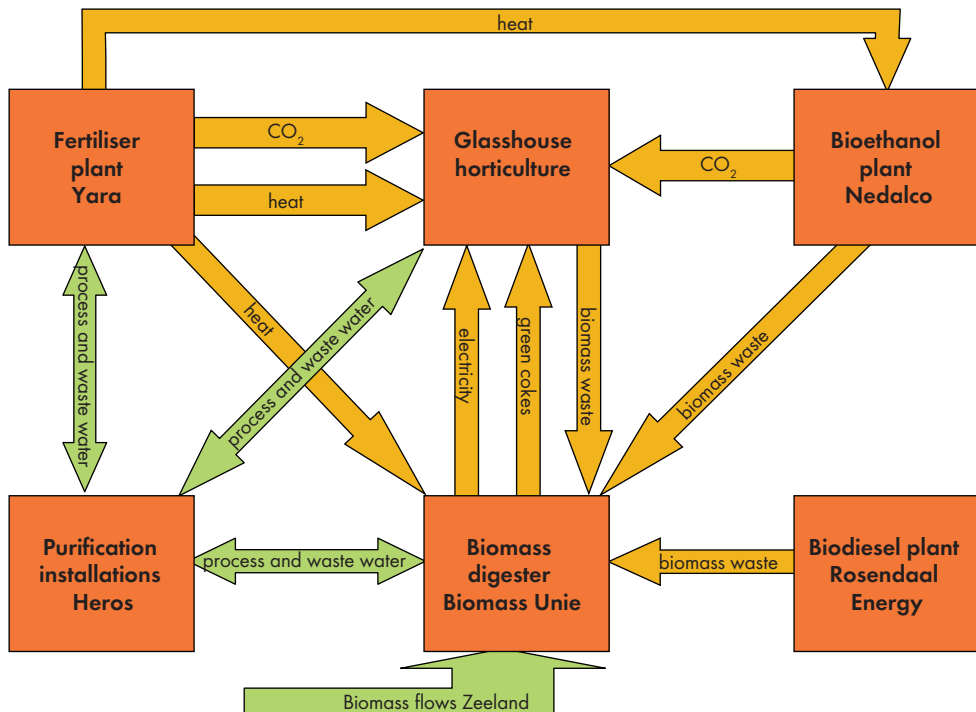 heat
Fertiliser
plant
Yara
CO₂
heat
Glasshouse
horticulture
CO₂
Bioethanol
plant
Nedalco
process and waste water
heat
process and waste water
electricity
green cokes
biomass waste
biomass waste
Purification
installations
Heros
process and waste water
Biomass
digester
Biomass Unie
biomass waste
Biodiesel plant
Rosendaal
Energy
Biomass flows Zeeland